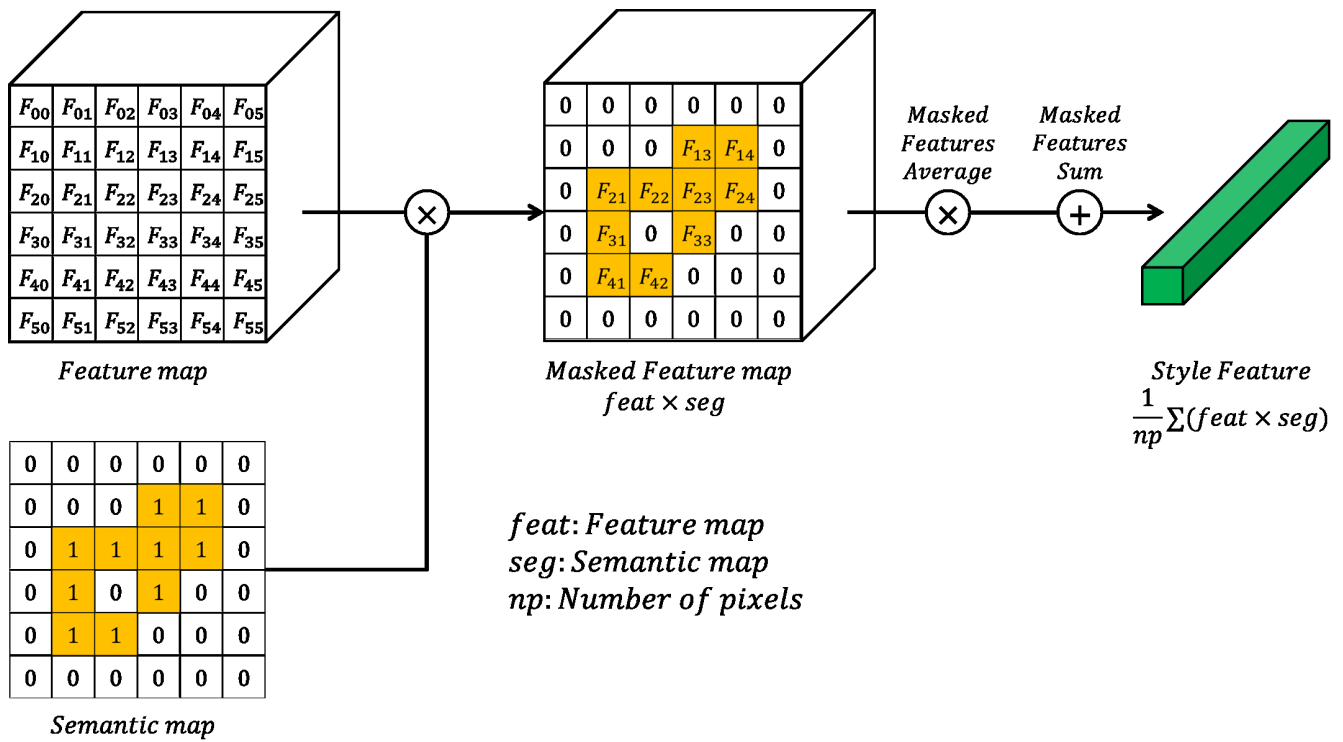 F₀₀ F₀₁ F₀₂ F₀₃ F₀₄ F₀₅
F₁₀ F₁₁ F₁₂ F₁₃ F₁₄ F₁₅
F₂₀ F₂₁ F₂₂ F₂₃ F₂₄ F₂₅
F₃₀ F₃₁ F₃₂ F₃₃ F₃₄ F₃₅
F₄₀ F₄₁ F₄₂ F₄₃ F₄₄ F₄₅
F₅₀ F₅₁ F₅₂ F₅₃ F₅₄ F₅₅
Feature map
×
0 0 0 0 0 0
0 0 0 F₁₃ F₁₄ 0
0 F₂₁ F₂₂ F₂₃ F₂₄ 0
0 F₃₁ 0 F₃₃ 0 0
0 F₄₁ F₄₂ 0 0 0
0 0 0 0 0 0
Masked Feature map
feat × seg
Masked
Features
Average
×
Masked
Features
Sum
+
Style Feature
1
np
∑(feat × seg)
0 0 0 0 0 0
0 0 0 1 1 0
0 1 1 1 1 0
0 1 0 1 0 0
0 1 1 0 0 0
0 0 0 0 0 0
Semantic map
feat: Feature map
seg: Semantic map
np: Number of pixels